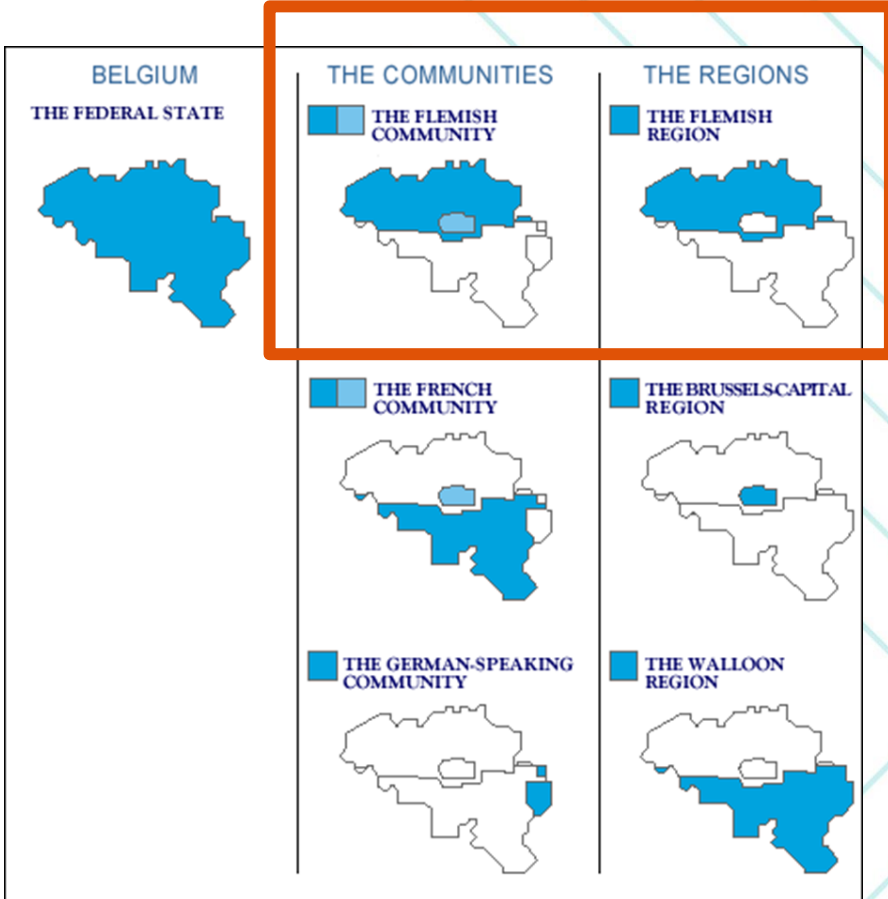 BELGIUM
THE FEDERAL STATE
THE COMMUNITIES
THE FLEMISH
COMMUNITY
THE FRENCH
COMMUNITY
THE GERMAN-SPEAKING
COMMUNITY
THE REGIONS
THE FLEMISH
REGION
THE BRUSSELS-CAPITAL
REGION
THE WALLOON
REGION